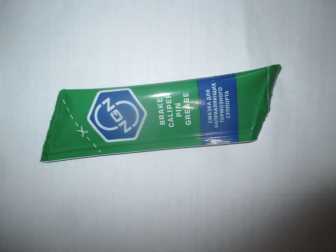 NGN
BRAKE
CALIPER
PIN
GREASE
СМАЗКА ДЛЯ
НАПРАВЛЯЮЩИХ
ТОРМОЗНОГО
СУППОРТА